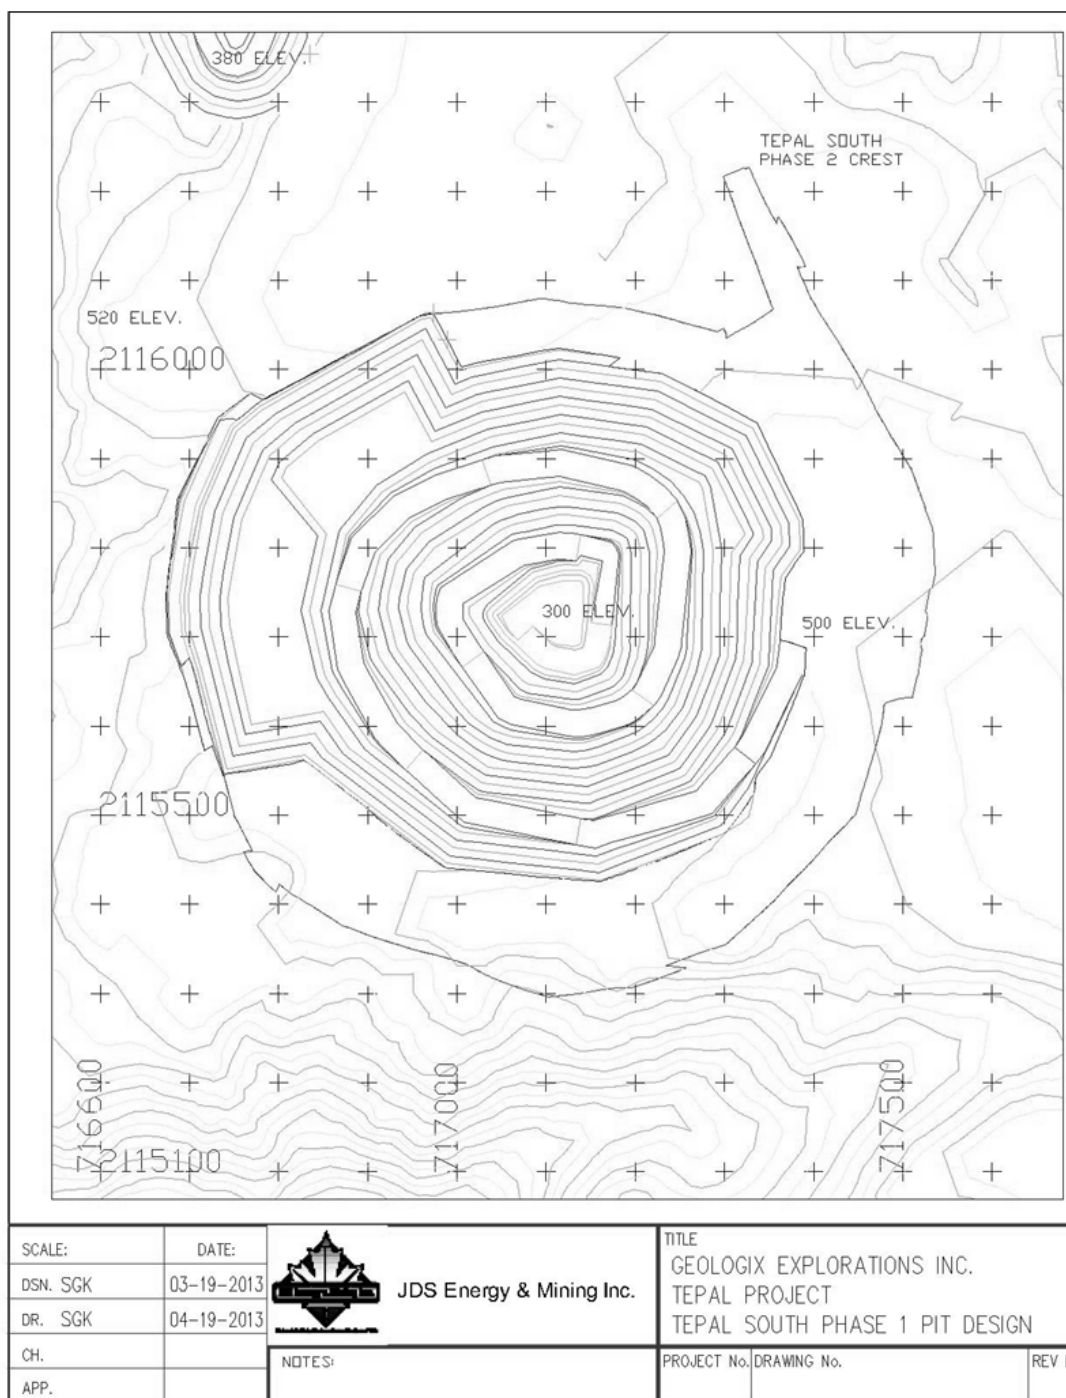 380 ELEV.
TEPAL SOUTH
PHASE 2 CREST
520 ELEV.
2116000
300 ELEV.
500 ELEV.
2115500
716600
717000
717500
2115100
SCALE:
DATE:
DSN. SGK
03-19-2013
DR. SGK
04-19-2013
CH.
APP.
JDS Energy & Mining Inc.
NOTES:
TITLE
GEOLOGIX EXPLORATIONS INC.
TEPAL PROJECT
TEPAL SOUTH PHASE 1 PIT DESIGN
PROJECT No.
DRAWING No.
REV